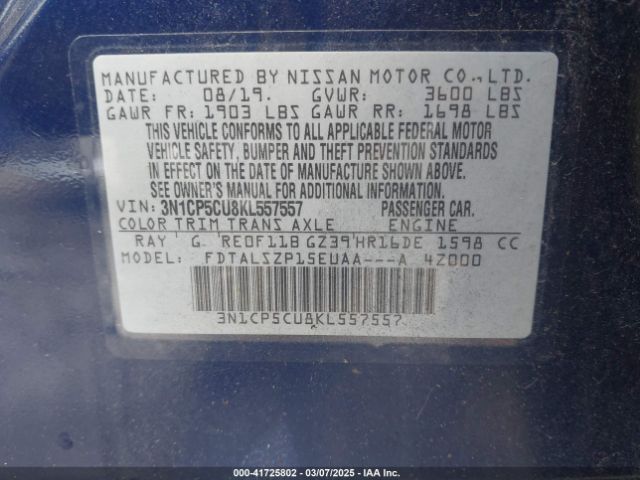 MANUFACTURED BY NISSAN MOTOR CO., LTD.
DATE: 08/19. GVWR: 3600 LBS
GAWR FR: 1903 LBS GAWR RR: 1698 LBS
THIS VEHICLE CONFORMS TO ALL APPLICABLE FEDERAL MOTOR
VEHICLE SAFETY, BUMPER AND THEFT PREVENTION STANDARDS
IN EFFECT ON THE DATE OF MANUFACTURE SHOWN ABOVE.
SEE OWNER'S MANUAL FOR ADDITIONAL INFORMATION.
VIN: 3N1CP5CU8KL557557 PASSENGER CAR.
COLOR TRIM TRANS AXLE ENGINE
RAY G RE0F11B GZ39 HR16DE 1598 CC
MODEL: FDTALSZP15EUAA---A 4Z000
3N1CP5CU8KL557557
93-41725802 - 03/07/2025 - IAA Inc.